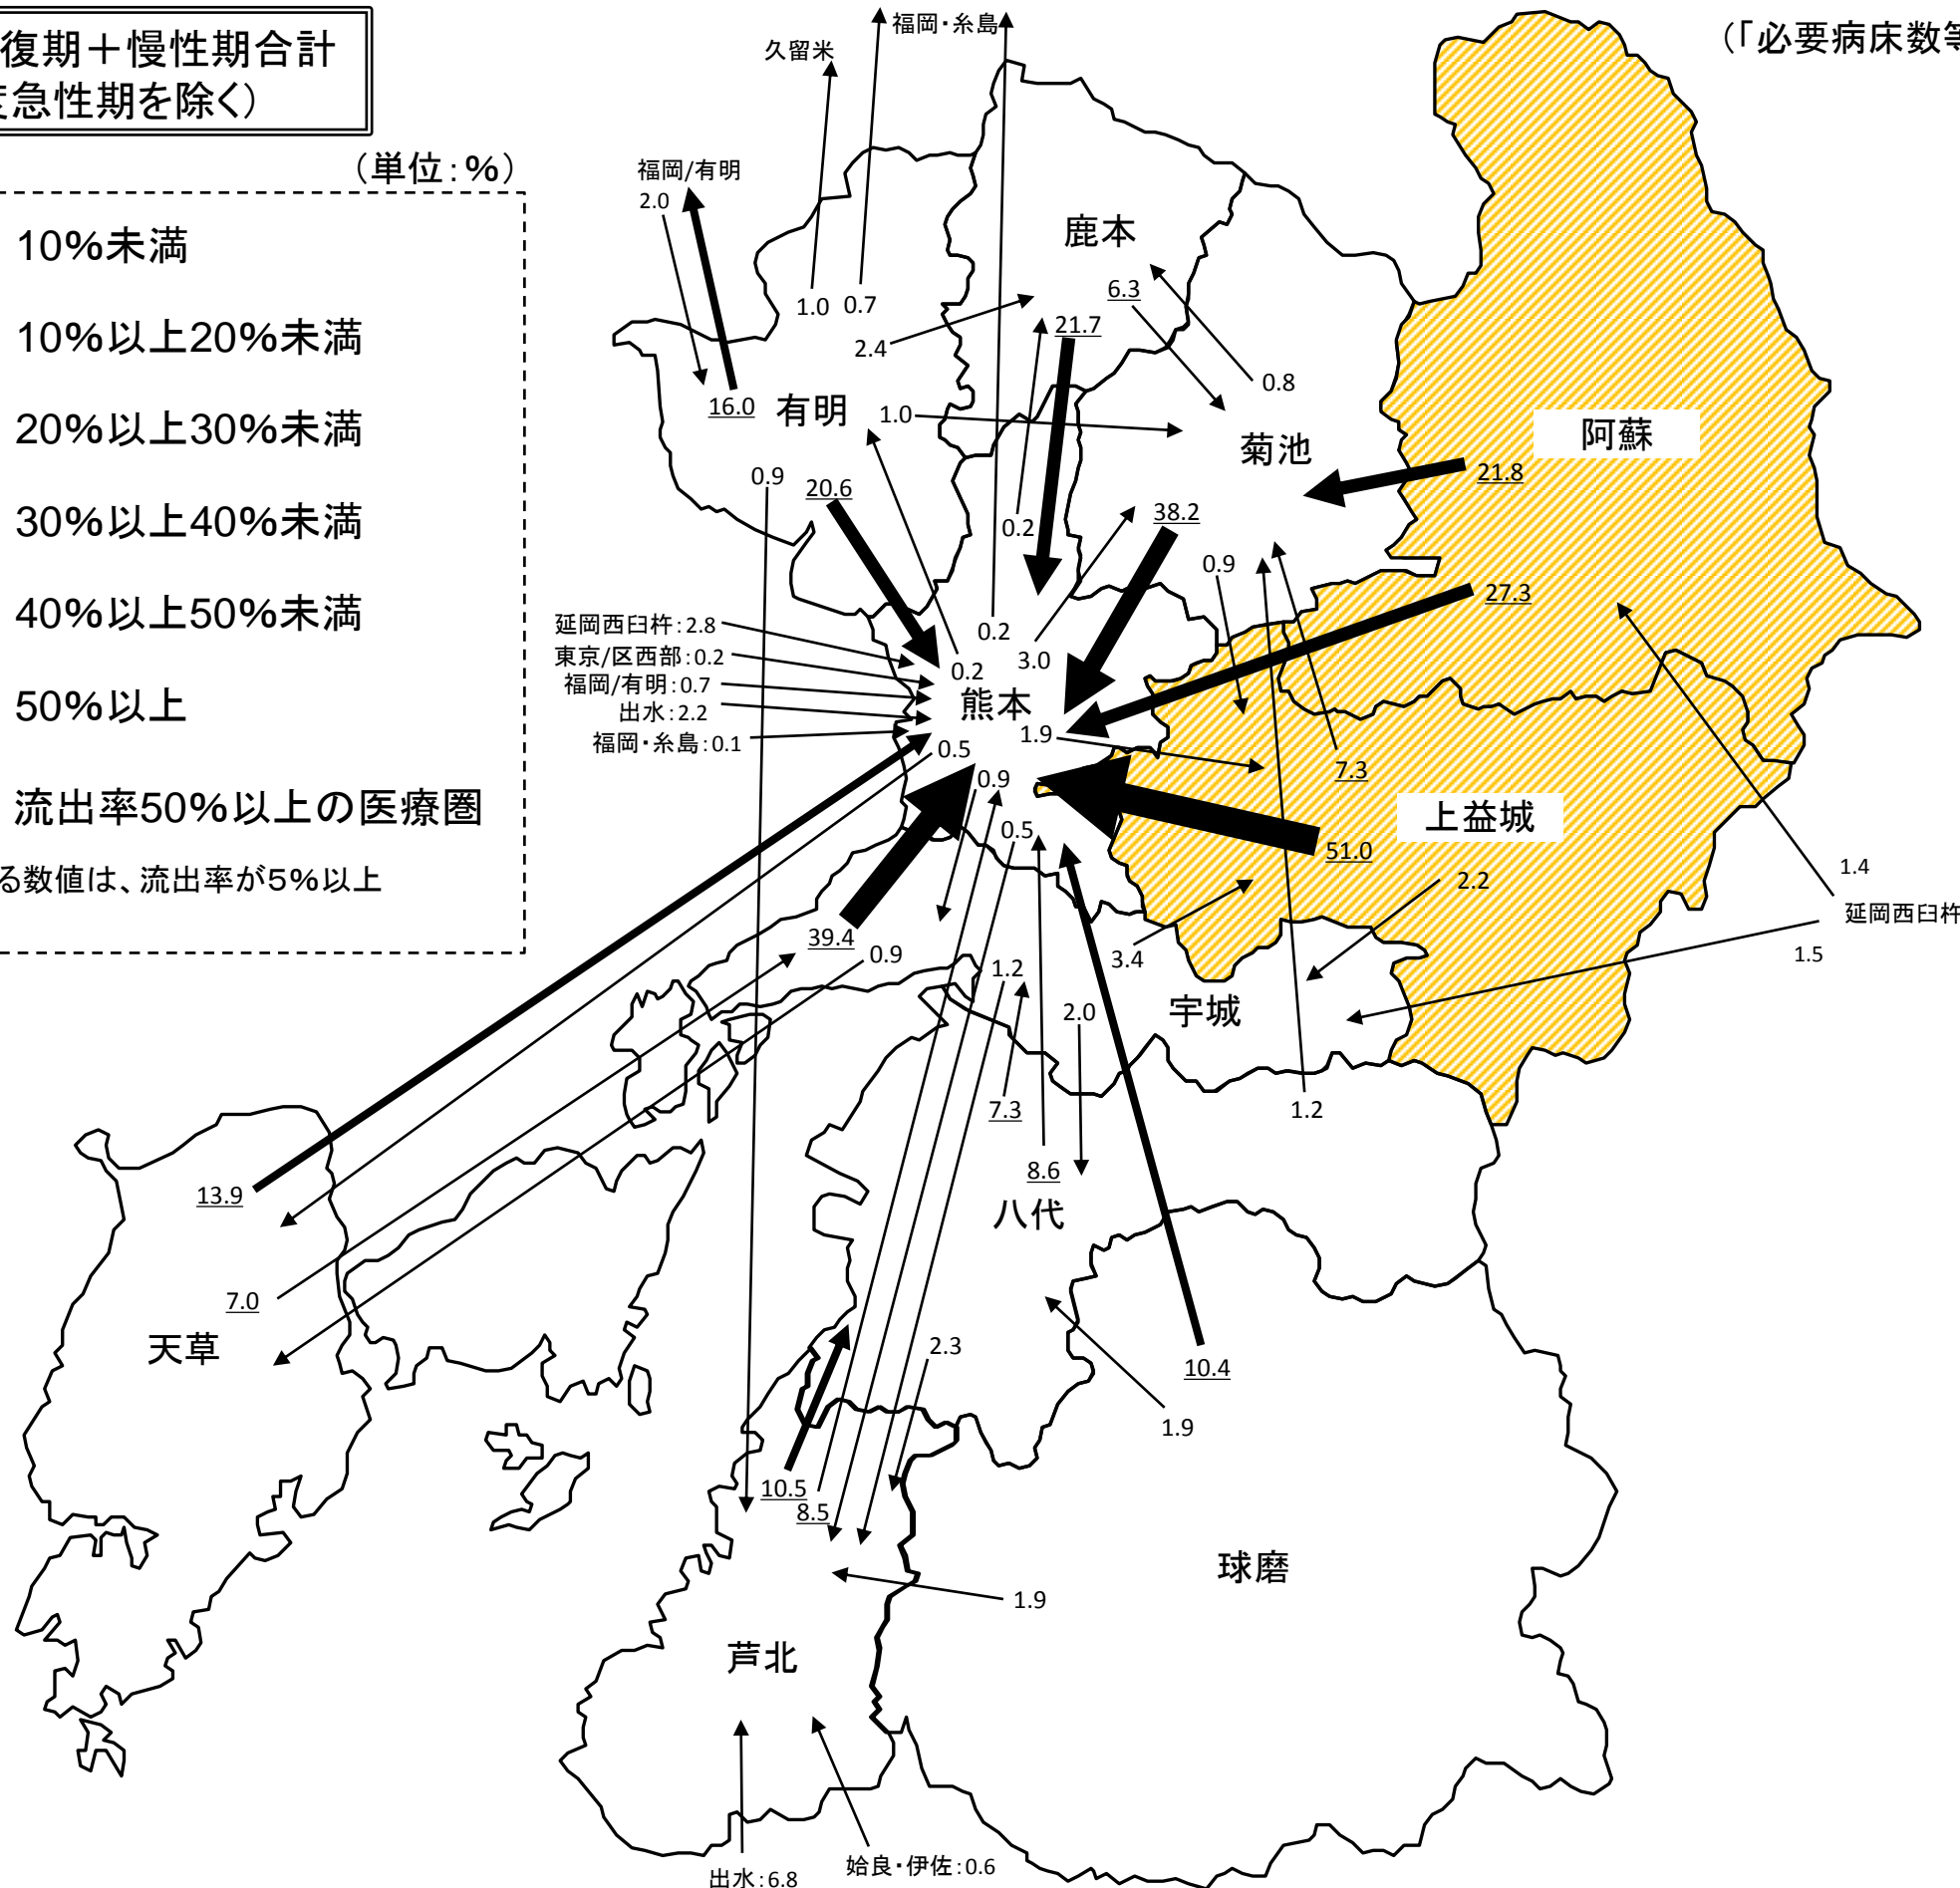 復期＋慢性期合計
度急性期を除く）
（単位：％）
10％未満
10％以上20％未満
20％以上30％未満
30％以上40％未満
40％以上50％未満
50％以上
流出率50％以上の医療圏
る数値は、流出率が5％以上
（「必要病床数等
福岡・糸島
久留米
福岡/有明
2.0
鹿本
1.0
0.7
6.3
21.7
2.4
0.8
16.0
有明
1.0
菊池
阿蘇
0.9
20.6
21.8
38.2
0.2
0.9
27.3
延岡西臼杵：2.8
東京/区西部：0.2
福岡/有明：0.7
出水：2.2
福岡・糸島：0.1
0.2
3.0
0.2
熊本
1.9
0.5
0.9
7.3
上益城
0.5
51.0
2.2
1.4
延岡西臼杵
1.5
39.4
0.9
3.4
1.2
2.0
宇城
7.3
1.2
8.6
八代
13.9
7.0
天草
2.3
10.4
1.9
10.5
8.5
1.9
球磨
芦北
出水：6.8
姶良・伊佐：0.6